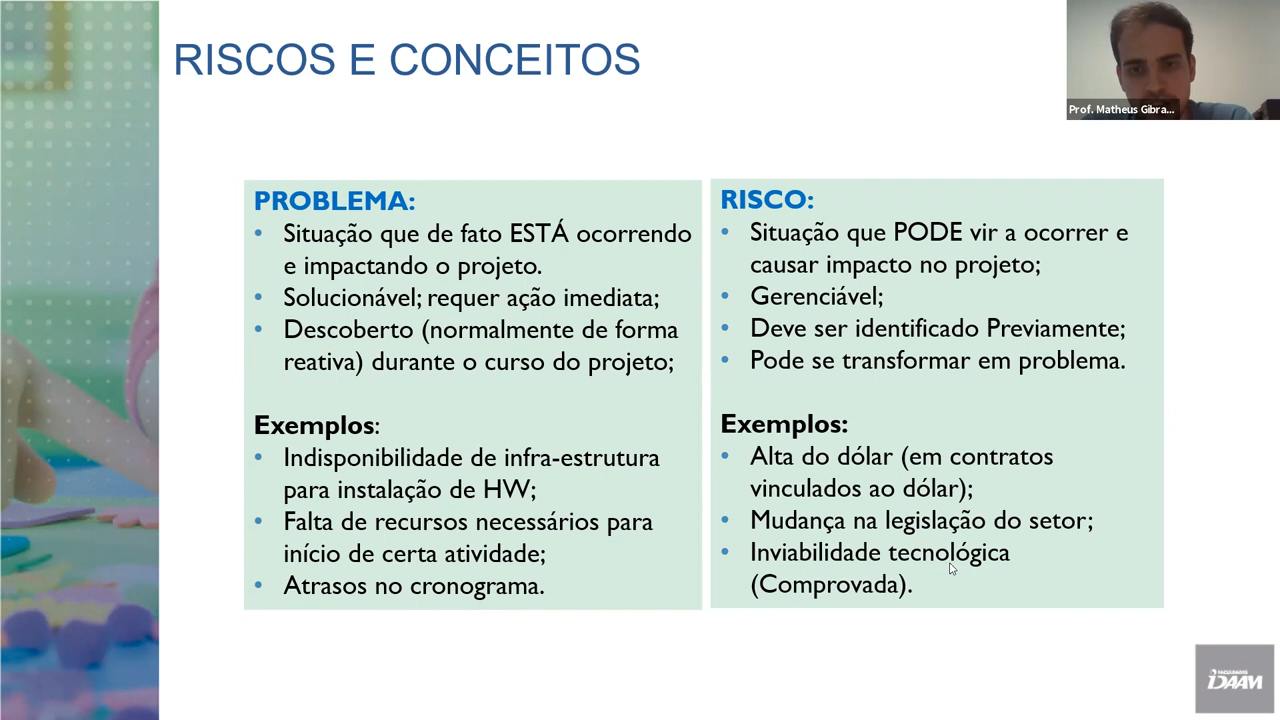 RISCOS E CONCEITOS
Prof. Matheus Gibra...
PROBLEMA:
• Situação que de fato ESTÁ ocorrendo
e impactando o projeto.
• Solucionável; requer ação imediata;
• Descoberto (normalmente de forma
reativa) durante o curso do projeto;
Exemplos:
• Indisponibilidade de infra-estrutura
para instalação de HW;
• Falta de recursos necessários para
início de certa atividade;
• Atrasos no cronograma.
RISCO:
• Situação que PODE vir a ocorrer e
causar impacto no projeto;
• Gerenciável;
• Deve ser identificado Previamente;
• Pode se transformar em problema.
Exemplos:
• Alta do dólar (em contratos
vinculados ao dólar);
• Mudança na legislação do setor;
• Inviabilidade tecnológica
(Comprovada).
FACULDADES
IDAAM